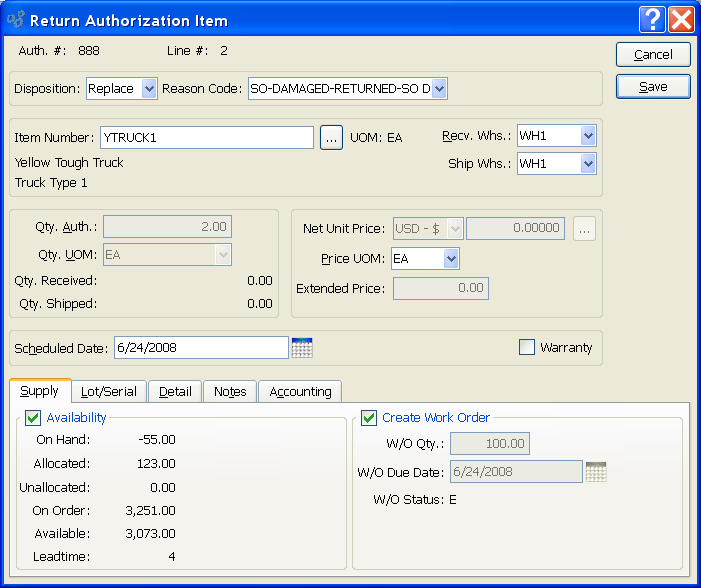 Return Authorization Item
Auth. #: 888 Line #: 2
Cancel
Save
Disposition: Replace Reason Code: SO-DAMAGED-RETURNED-SO D
Item Number: YTRUCK1 ... UOM: EA Recv. Whs.: WH1
Yellow Tough Truck Ship Whs.: WH1
Truck Type 1
Qty. Auth.: 2.00 Net Unit Price: USD - $ 0.00000 ...
Qty. UOM: EA Price UOM: EA
Qty. Received: 0.00 Extended Price: 0.00
Qty. Shipped: 0.00
Scheduled Date: 6/24/2008 Warranty
Supply Lot/Serial Detail Notes Accounting
Availability Create Work Order
On Hand: -55.00 W/O Qty.: 100.00
Allocated: 123.00 W/O Due Date: 6/24/2008
Unallocated: 0.00 W/O Status: E
On Order: 3,251.00
Available: 3,073.00
Leadtime: 4